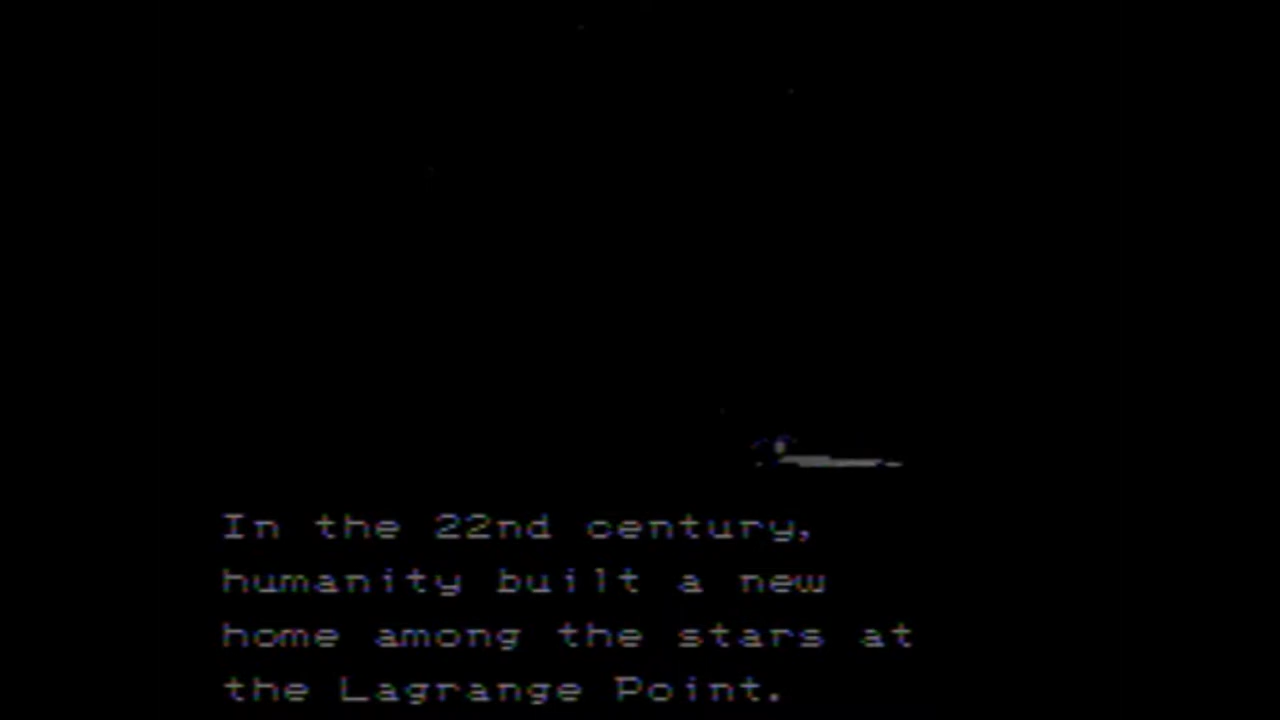 In the 22nd century,
humanity built a new
home among the stars at
the Lagrange Point.